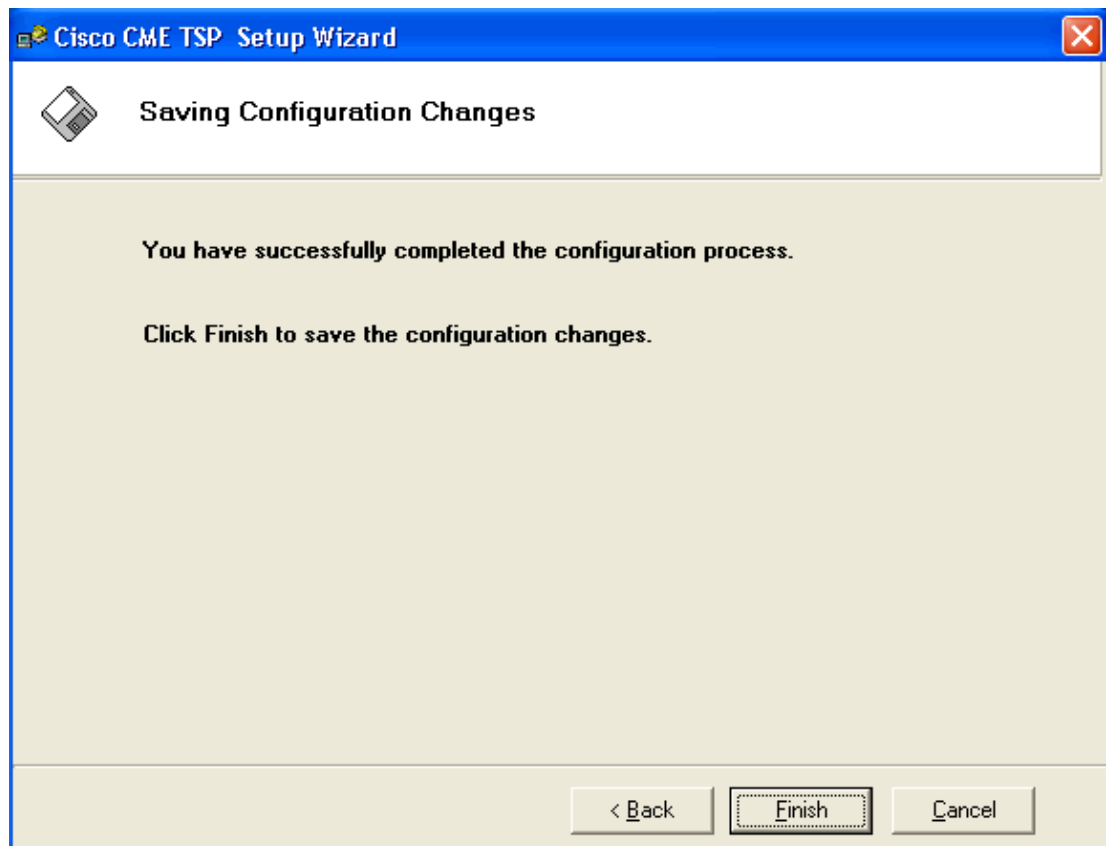 Cisco CME TSP Setup Wizard
Saving Configuration Changes
You have successfully completed the configuration process.
Click Finish to save the configuration changes.
< Back
Finish
Cancel